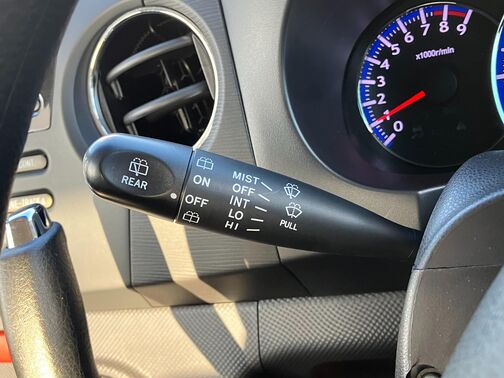 9
8
7
6
5
4
3
2
1
0
x1000r/min
REAR
ON
OFF
MIST
OFF
INT
LO
HI
PULL